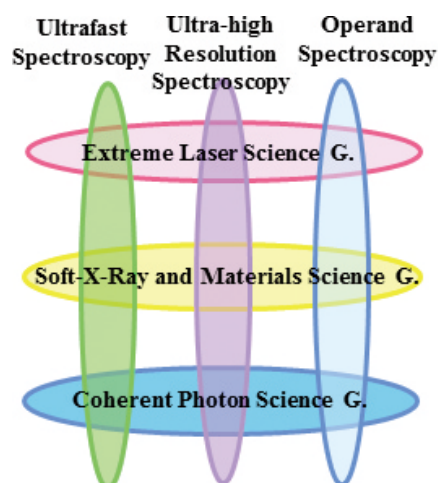 Ultrafast
Spectroscopy
Ultra-high
Resolution
Spectroscopy
Operand
Spectroscopy
Extreme Laser Science G.
Soft-X-Ray and Materials Science G.
Coherent Photon Science G.